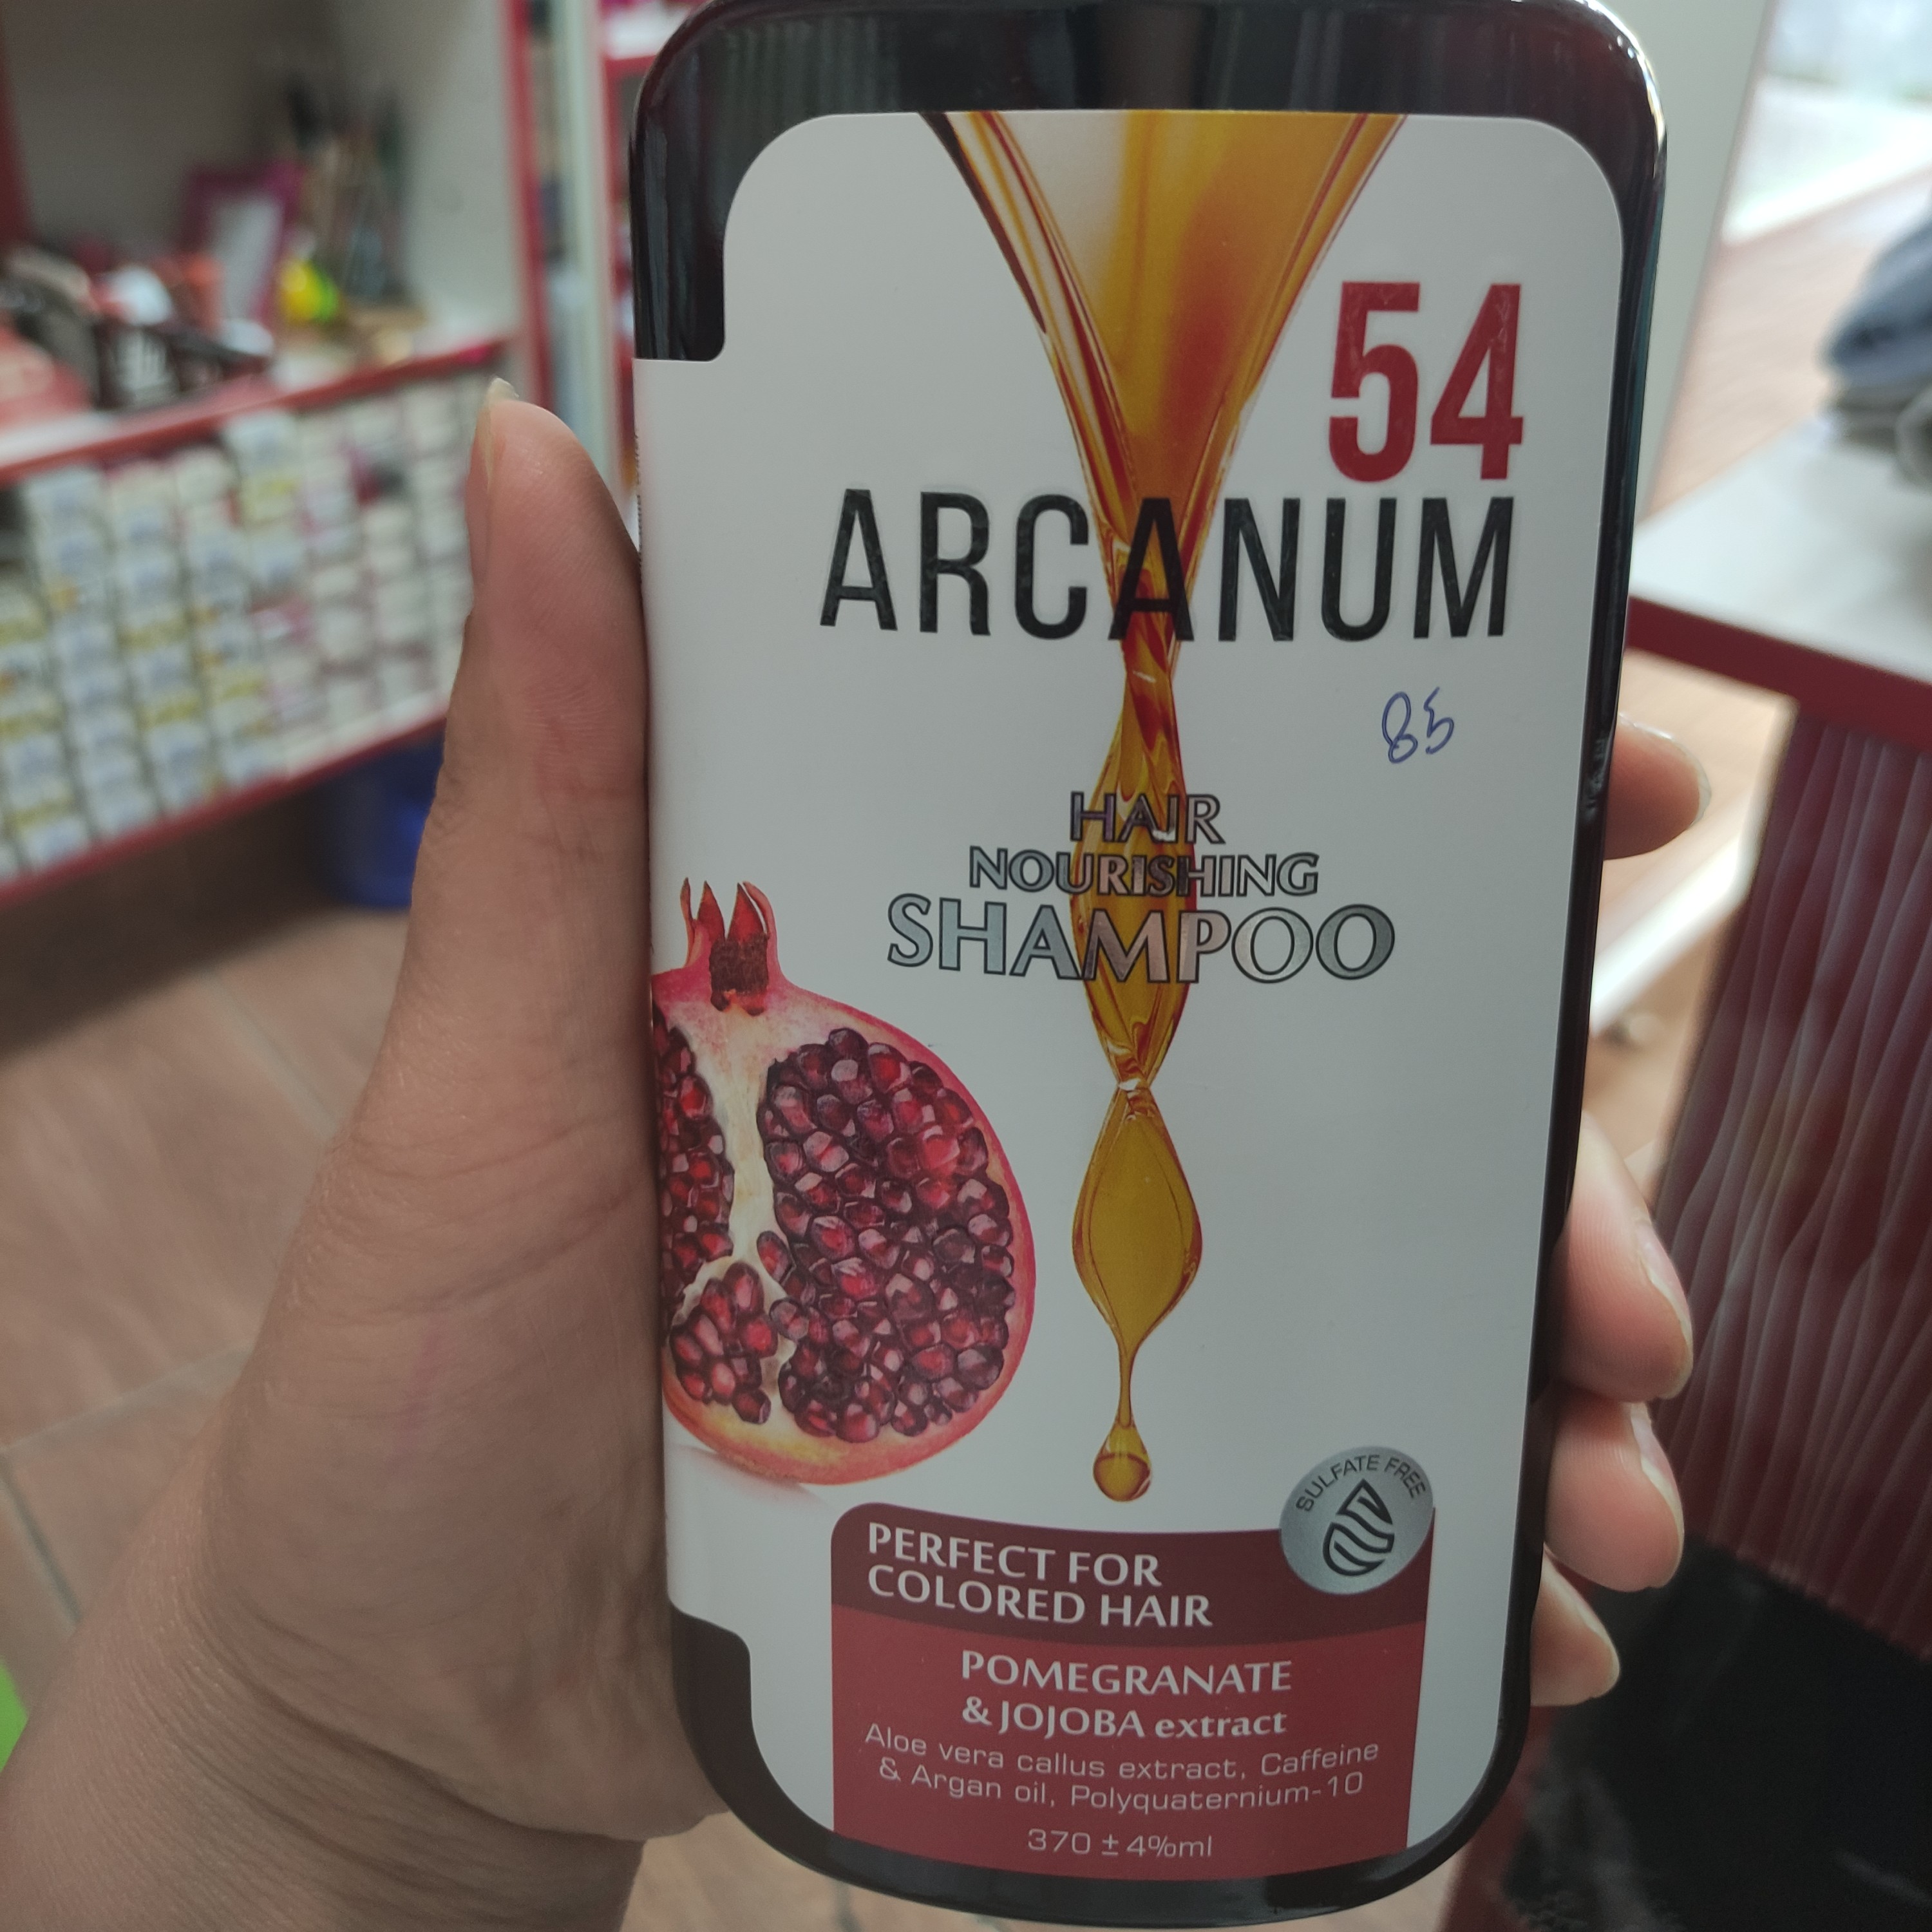 54
ARCANUM
85
HAIR
NOURISHING
SHAMPOO
SULFATE FREE
PERFECT FOR
COLORED HAIR
POMEGRANATE
& JOJOBA extract
Aloe vera callus extract, Caffeine
& Argan oil, Polyquaternium-10
370 ± 4%ml